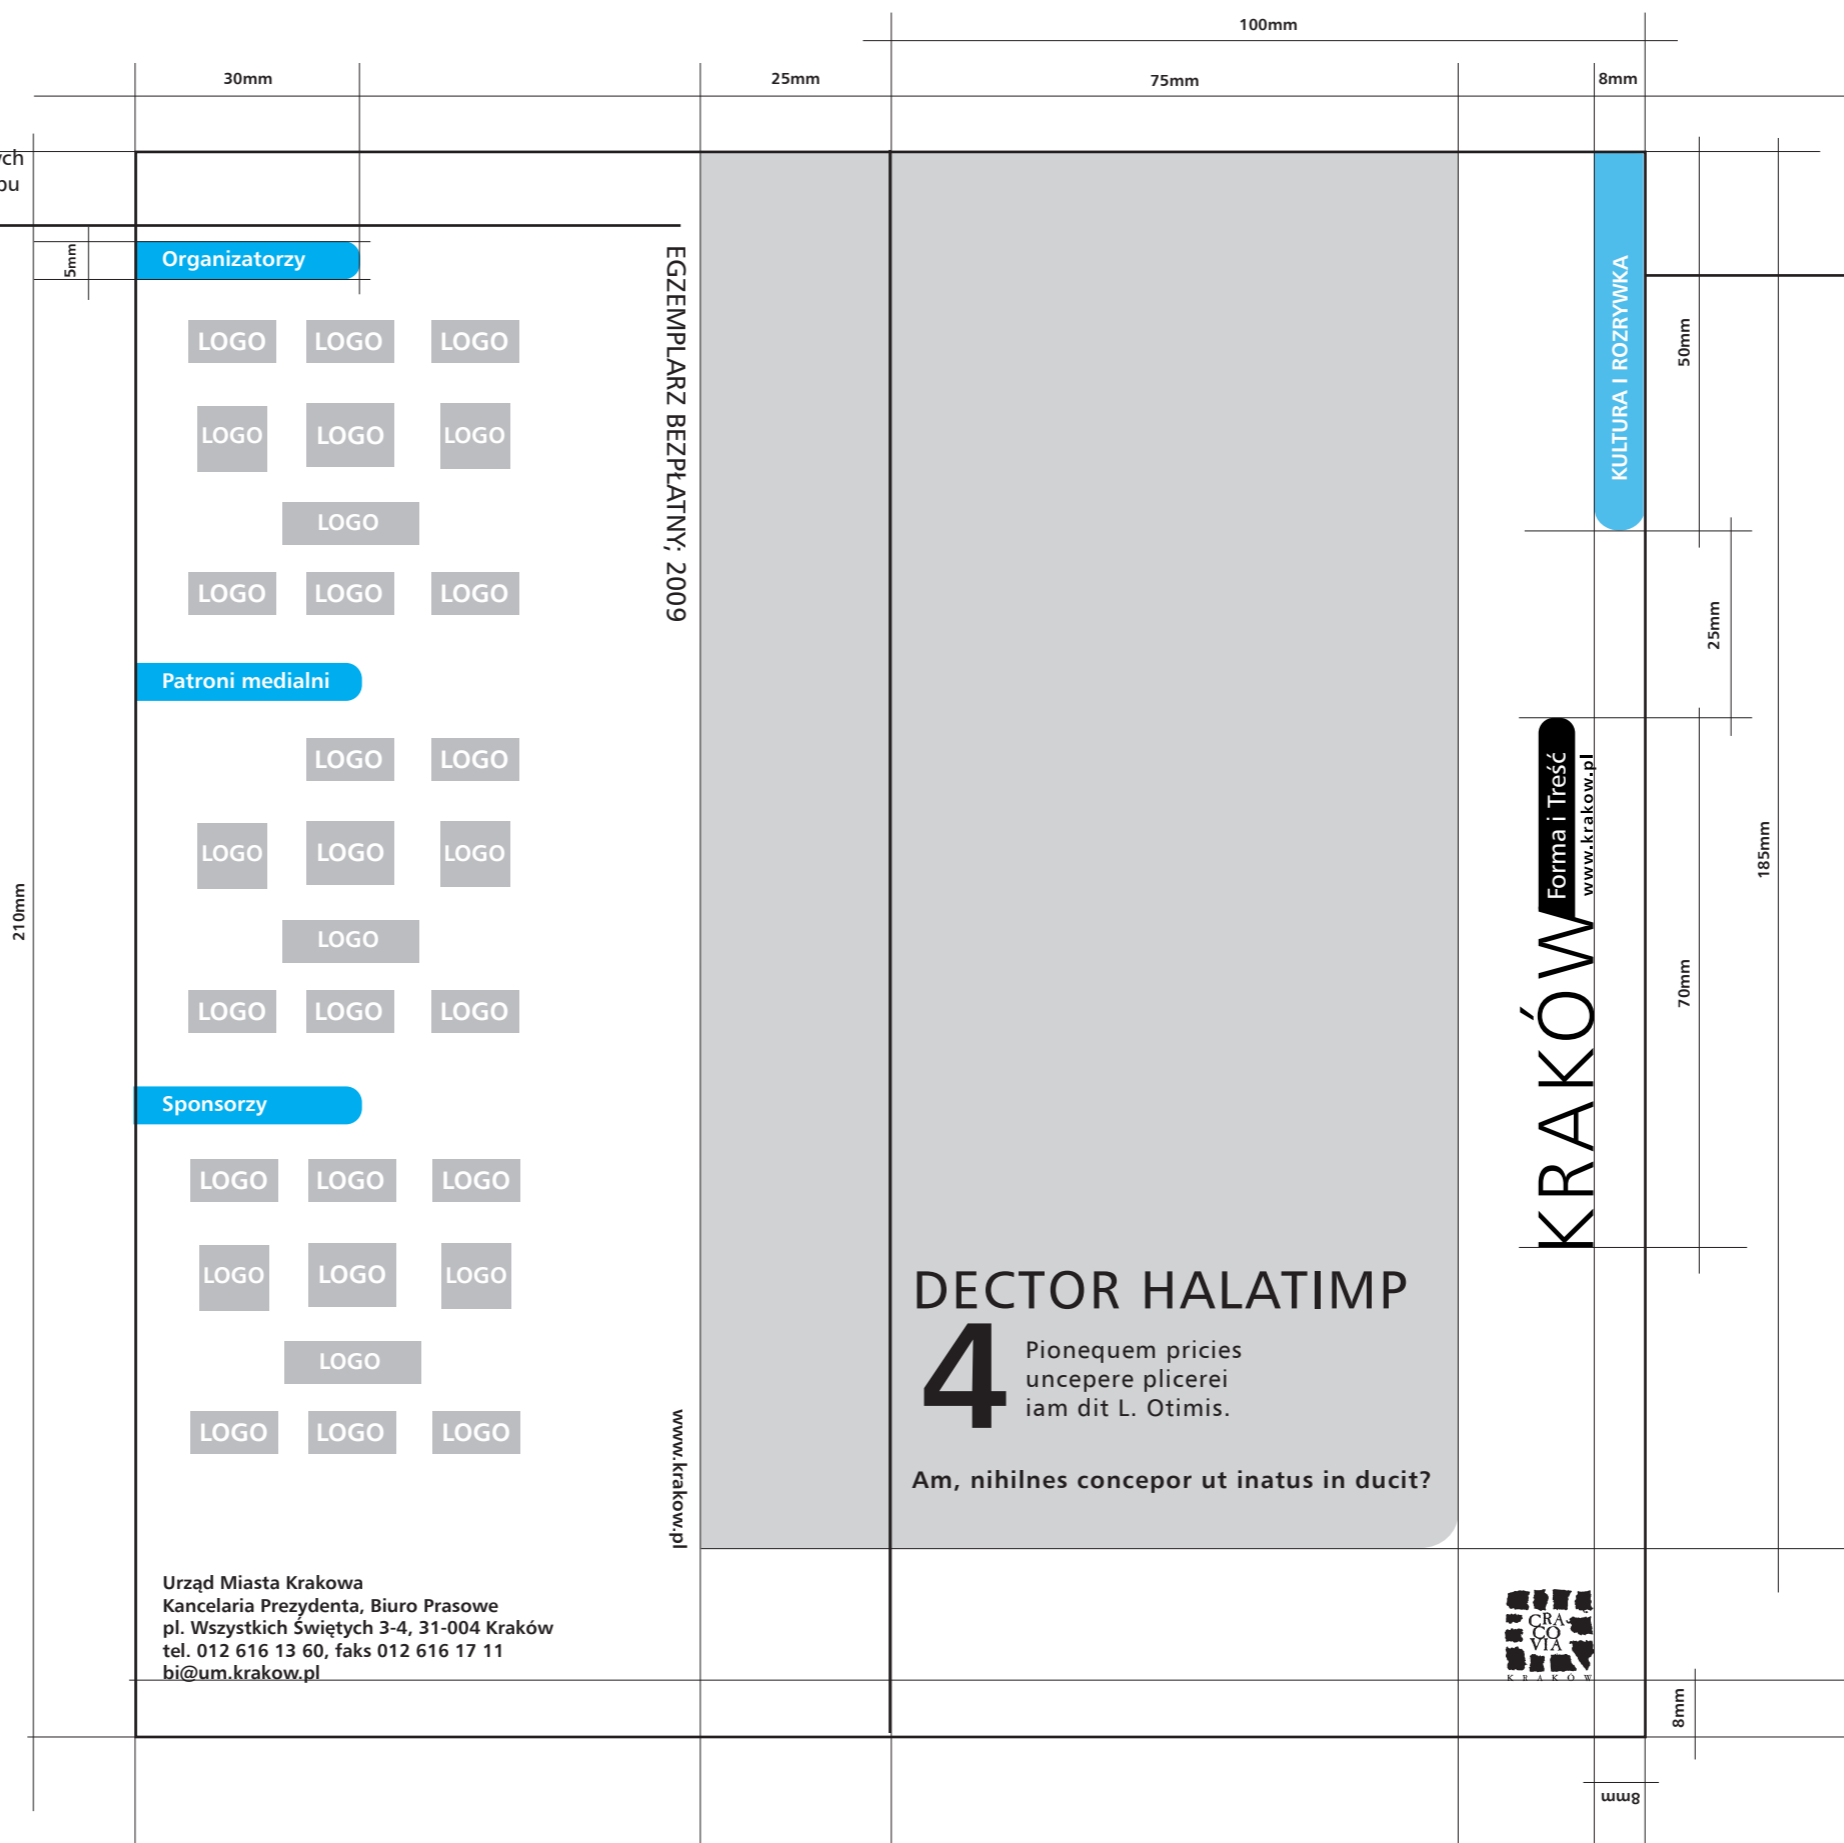 100mm
30mm
25mm
75mm
8mm
5mm
Organizatorzy
LOGO LOGO LOGO
LOGO LOGO LOGO
LOGO
LOGO LOGO LOGO
Patroni medialni
LOGO LOGO
LOGO LOGO LOGO
LOGO
LOGO LOGO LOGO
Sponsorzy
LOGO LOGO LOGO
LOGO LOGO LOGO
LOGO
LOGO LOGO LOGO
Urząd Miasta Krakowa
Kancelaria Prezydenta, Biuro Prasowe
pl. Wszystkich Świętych 3-4, 31-004 Kraków
tel. 012 616 13 60, faks 012 616 17 11
bi@um.krakow.pl
210mm
EGZEMPLARZ BEZPŁATNY; 2009
www.krakow.pl
DECTOR HALATIMP
4
Pionequem pricies
uncepere plicerei
iam dit L. Otimis.
Am, nihilnes concepor ut inatus in ducit?
KULTURA I ROZRYWKA
KRAKÓW
Forma i Treść
www.krakow.pl
CRA
CO
VIA
KRAKÓW
50mm
25mm
70mm
185mm
8mm
8mm